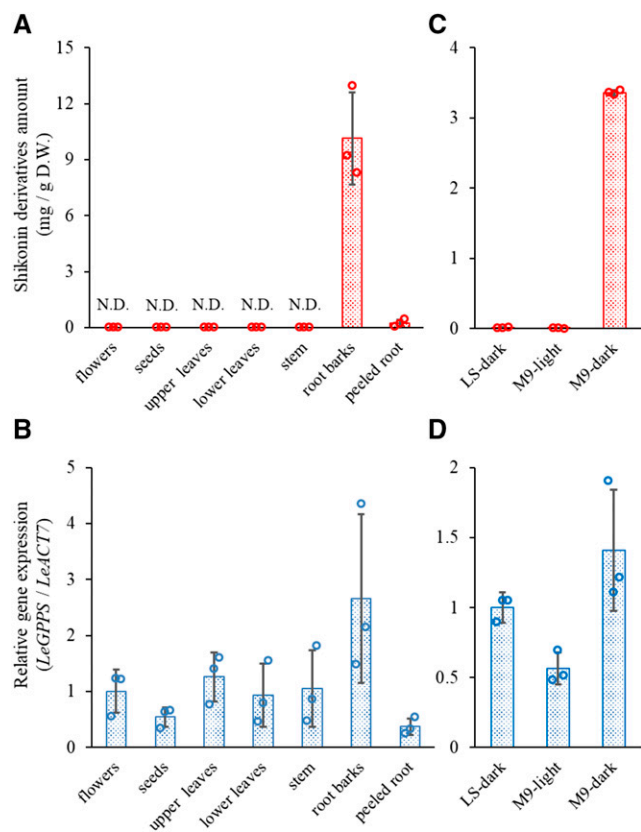 A
Shikonin derivatives amount
(mg / g D.W.)
15
12
9
6
3
0
N.D.
N.D.
N.D.
N.D.
N.D.
flowers
seeds
upper leaves
lower leaves
stem
root barks
peeled root
C
4
3
2
1
0
LS-dark
M9-light
M9-dark
B
Relative gene expression
(LeGPPS / LeACT7)
5
4
3
2
1
0
flowers
seeds
upper leaves
lower leaves
stem
root barks
peeled root
D
2
1.5
1
0.5
0
LS-dark
M9-light
M9-dark